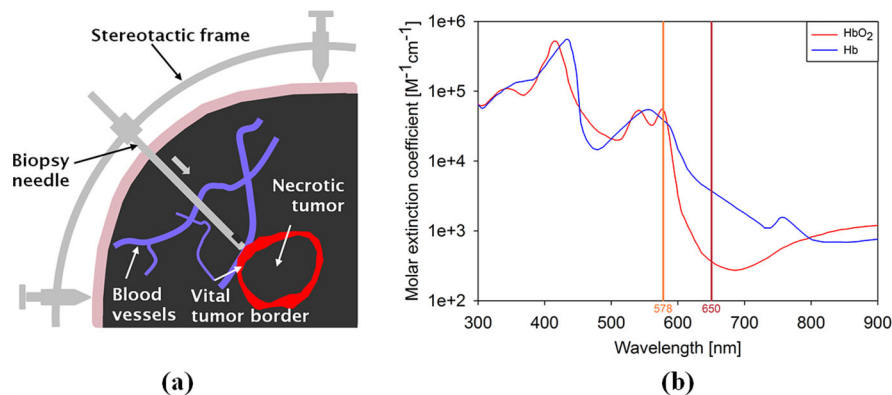 Stereotactic frame
Biopsy
needle
Necrotic
tumor
Blood
vessels
Vital
tumor border
(a)
Molar extinction coefficient [M⁻¹cm⁻¹]
1e+6
1e+5
1e+4
1e+3
1e+2
HbO₂
Hb
300 400 500 600 700 800 900
578 650
Wavelength [nm]
(b)